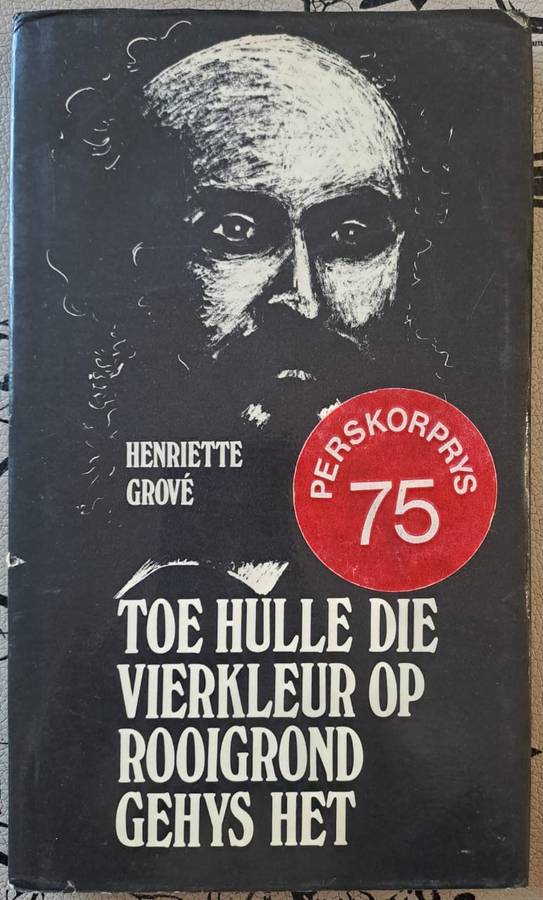 HENRIETTE
GROVÉ
PERSKORPRYS
75
TOE HULLE DIE
VIERKLEUR OP
ROOIGROND
GEHYS HET